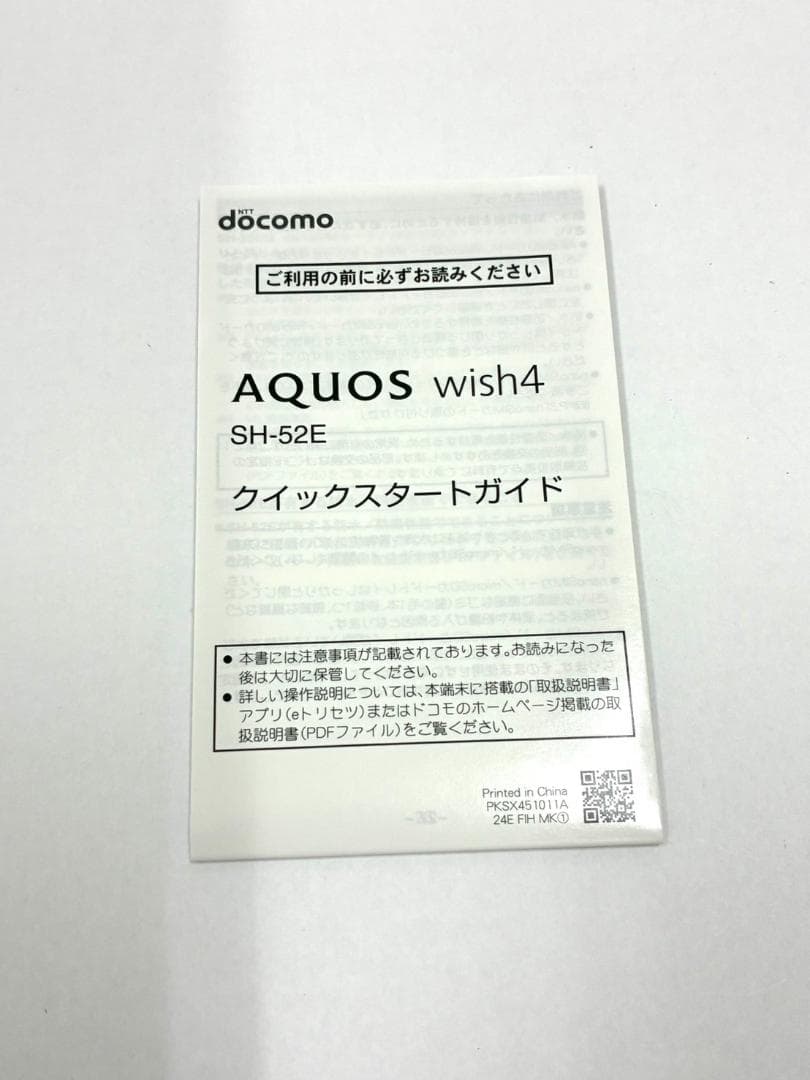 NTT
docomo
ご利用の前に必ずお読みください
AQUOS wish4
SH-52E
クイックスタートガイド
● 本書には注意事項が記載されております。お読みになった
後は大切に保管してください。
● 詳しい操作説明については、本端末に搭載の「取扱説明書」
アプリ(eトリセツ)またはドコモのホームページ掲載の取
扱説明書(PDFファイル)をご覧ください。
Printed in China
PKSX451011A
24E FIH MK①